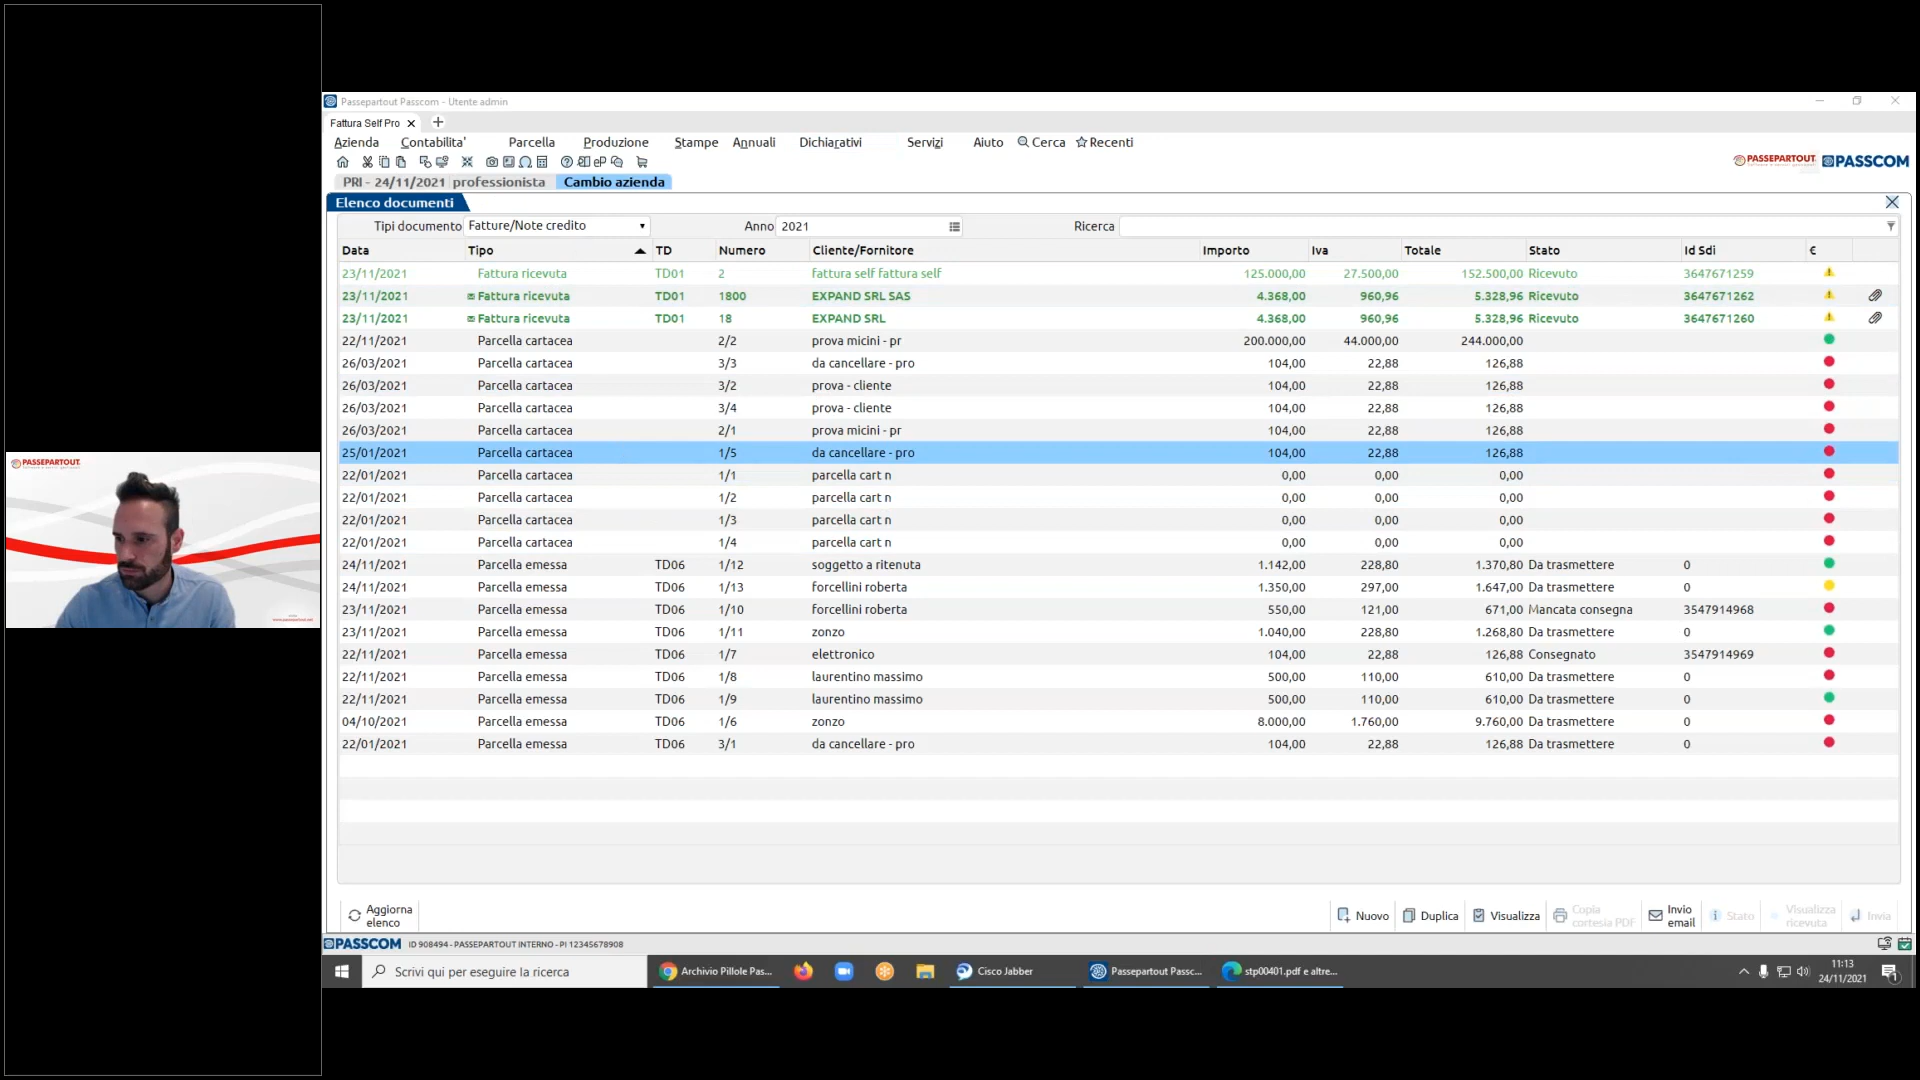 PASSEPARTOUT
Passepartout Passcom - Utente admin
Fattura Self Pro
Azienda Contabilita' Parcella Produzione Stampe Annuali Dichiarativi Servizi Aiuto Cerca Recenti
PASSEPARTOUT PASSCOM
PRI - 24/11/2021 professionista Cambio azienda
Elenco documenti
Tipi documento Fatture/Note credito Anno 2021 Ricerca
Data Tipo TD Numero Cliente/Fornitore Importo Iva Totale Stato Id Sdi €
23/11/2021 Fattura ricevuta TD01 2 fattura self fattura self 125.000,00 27.500,00 152.500,00 Ricevuto 3647671259
23/11/2021 Fattura ricevuta TD01 1800 EXPAND SRL SAS 4.368,00 960,96 5.328,96 Ricevuto 3647671262
23/11/2021 Fattura ricevuta TD01 18 EXPAND SRL 4.368,00 960,96 5.328,96 Ricevuto 3647671260
22/11/2021 Parcella cartacea 2/2 prova micini - pr 200.000,00 44.000,00 244.000,00
26/03/2021 Parcella cartacea 3/3 da cancellare - pro 104,00 22,88 126,88
26/03/2021 Parcella cartacea 3/2 prova - cliente 104,00 22,88 126,88
26/03/2021 Parcella cartacea 3/4 prova - cliente 104,00 22,88 126,88
26/03/2021 Parcella cartacea 2/1 prova micini - pr 104,00 22,88 126,88
25/01/2021 Parcella cartacea 1/5 da cancellare - pro 104,00 22,88 126,88
22/01/2021 Parcella cartacea 1/1 parcella cart n 0,00 0,00 0,00
22/01/2021 Parcella cartacea 1/2 parcella cart n 0,00 0,00 0,00
22/01/2021 Parcella cartacea 1/3 parcella cart n 0,00 0,00 0,00
22/01/2021 Parcella cartacea 1/4 parcella cart n 0,00 0,00 0,00
24/11/2021 Parcella emessa TD06 1/12 soggetto a ritenuta 1.142,00 228,80 1.370,80 Da trasmettere 0
24/11/2021 Parcella emessa TD06 1/13 forcellini roberta 1.350,00 297,00 1.647,00 Da trasmettere 0
23/11/2021 Parcella emessa TD06 1/10 forcellini roberta 550,00 121,00 671,00 Mancata consegna 3547914968
23/11/2021 Parcella emessa TD06 1/11 zonzo 1.040,00 228,80 1.268,80 Da trasmettere 0
22/11/2021 Parcella emessa TD06 1/7 elettronico 104,00 22,88 126,88 Consegnato 3547914969
22/11/2021 Parcella emessa TD06 1/8 laurentino massimo 500,00 110,00 610,00 Da trasmettere 0
22/11/2021 Parcella emessa TD06 1/9 laurentino massimo 500,00 110,00 610,00 Da trasmettere 0
04/10/2021 Parcella emessa TD06 1/6 zonzo 8.000,00 1.760,00 9.760,00 Da trasmettere 0
22/01/2021 Parcella emessa TD06 3/1 da cancellare - pro 104,00 22,88 126,88 Da trasmettere 0
Aggiorna elenco Nuovo Duplica Visualizza Copia cortesia PDF Invio email Stato Visualizza ricevuta Invia
PASSCOM ID 908494 - PASSEPARTOUT INTERNO - PI 12345678908
Scrivi qui per eseguire la ricerca Archivio Pillole Pas... Cisco Jabber Passepartout Passc... stp00401.pdf e altre... 11:13
24/11/2021 1